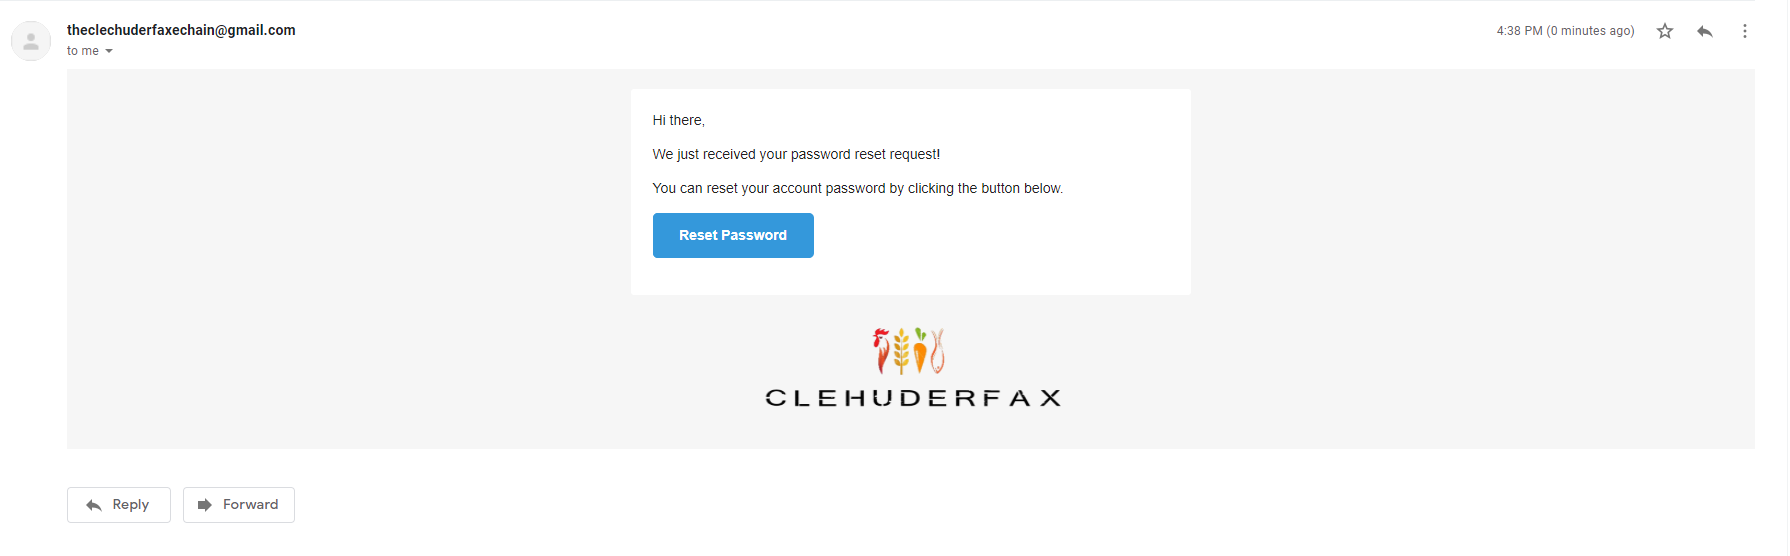 theclechuderfaxechain@gmail.com
4:38 PM (0 minutes ago)
to me
Hi there,
We just received your password reset request!
You can reset your account password by clicking the button below.
Reset Password
CLEHUDERFAX
Reply
Forward